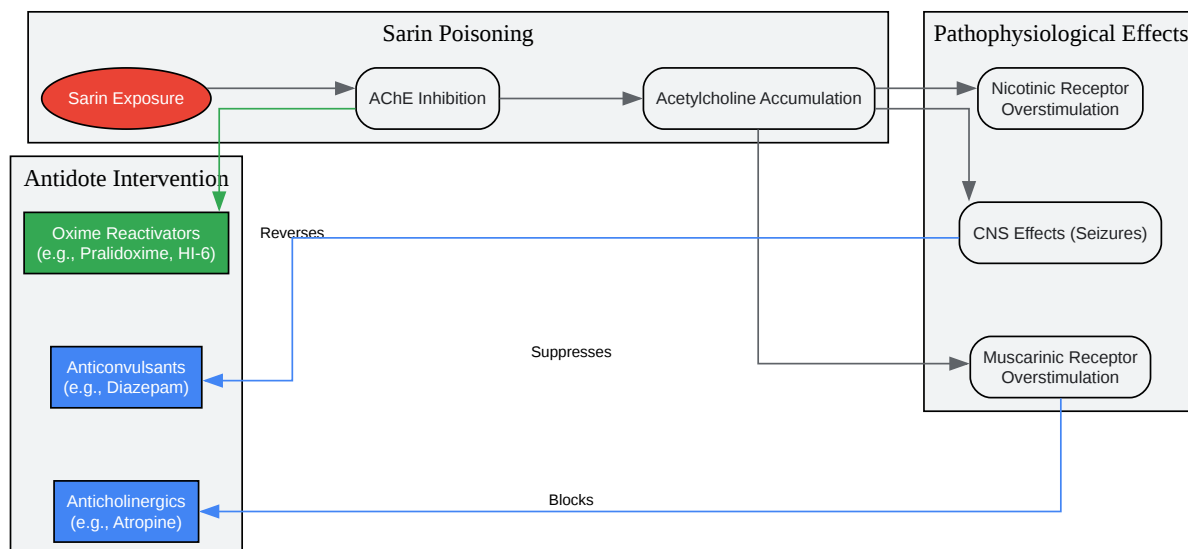 Sarin Poisoning
Pathophysiological Effects
Sarin Exposure
AChE Inhibition
Acetylcholine Accumulation
Nicotinic Receptor
Overstimulation
Antidote Intervention
Oxime Reactivators
(e.g., Pralidoxime, HI-6)
Reverses
CNS Effects (Seizures)
Anticonvulsants
(e.g., Diazepam)
Suppresses
Muscarinic Receptor
Overstimulation
Anticholinergics
(e.g., Atropine)
Blocks